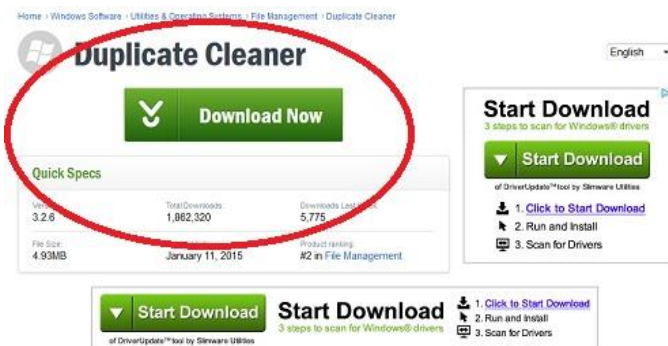 Home › Windows Software › Utilities & Operating Systems › File Management › Duplicate Cleaner
Duplicate Cleaner
English
Download Now
Quick Specs
Version:
Total Downloads:
Downloads Last Week:
3.2.6
1,862,320
5,775
File Size:
Product ranking:
4.93MB
January 11, 2015
#2 in File Management
Start Download
3 steps to scan for Windows® drivers
Start Download
of DriverUpdate™ tool by Slimware Utilities
1. Click to Start Download
2. Run and Install
3. Scan for Drivers
Start Download
of DriverUpdate™ tool by Slimware Utilities
Start Download
3 steps to scan for Windows® drivers
1. Click to Start Download
2. Run and Install
3. Scan for Drivers